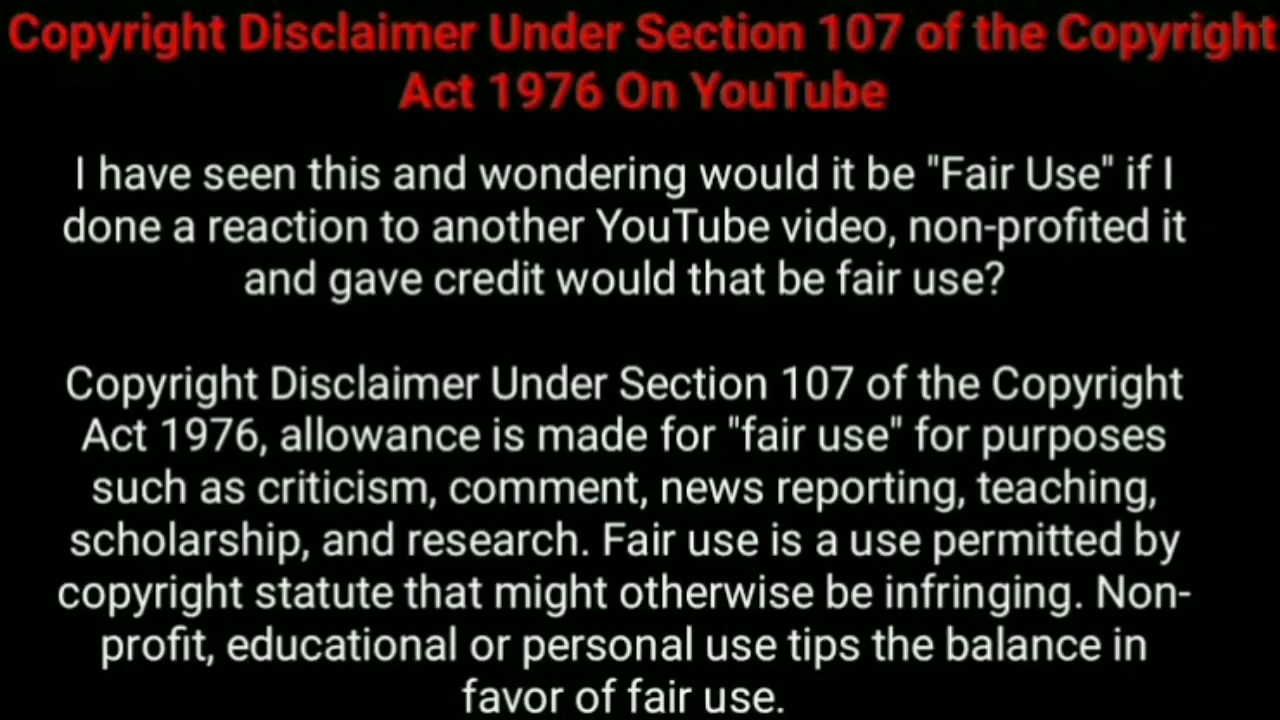 Copyright Disclaimer Under Section 107 of the Copyright
Act 1976 On YouTube
I have seen this and wondering would it be "Fair Use" if I
done a reaction to another YouTube video, non-profited it
and gave credit would that be fair use?
Copyright Disclaimer Under Section 107 of the Copyright
Act 1976, allowance is made for "fair use" for purposes
such as criticism, comment, news reporting, teaching,
scholarship, and research. Fair use is a use permitted by
copyright statute that might otherwise be infringing. Non-
profit, educational or personal use tips the balance in
favor of fair use.